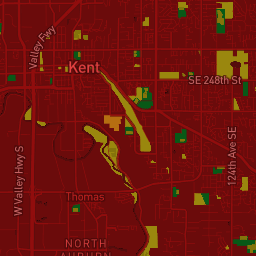 Valley Fwy
Kent
SE 248th St
W Valley Hwy S
124th Ave SE
Thomas
NORTH
AUBURN